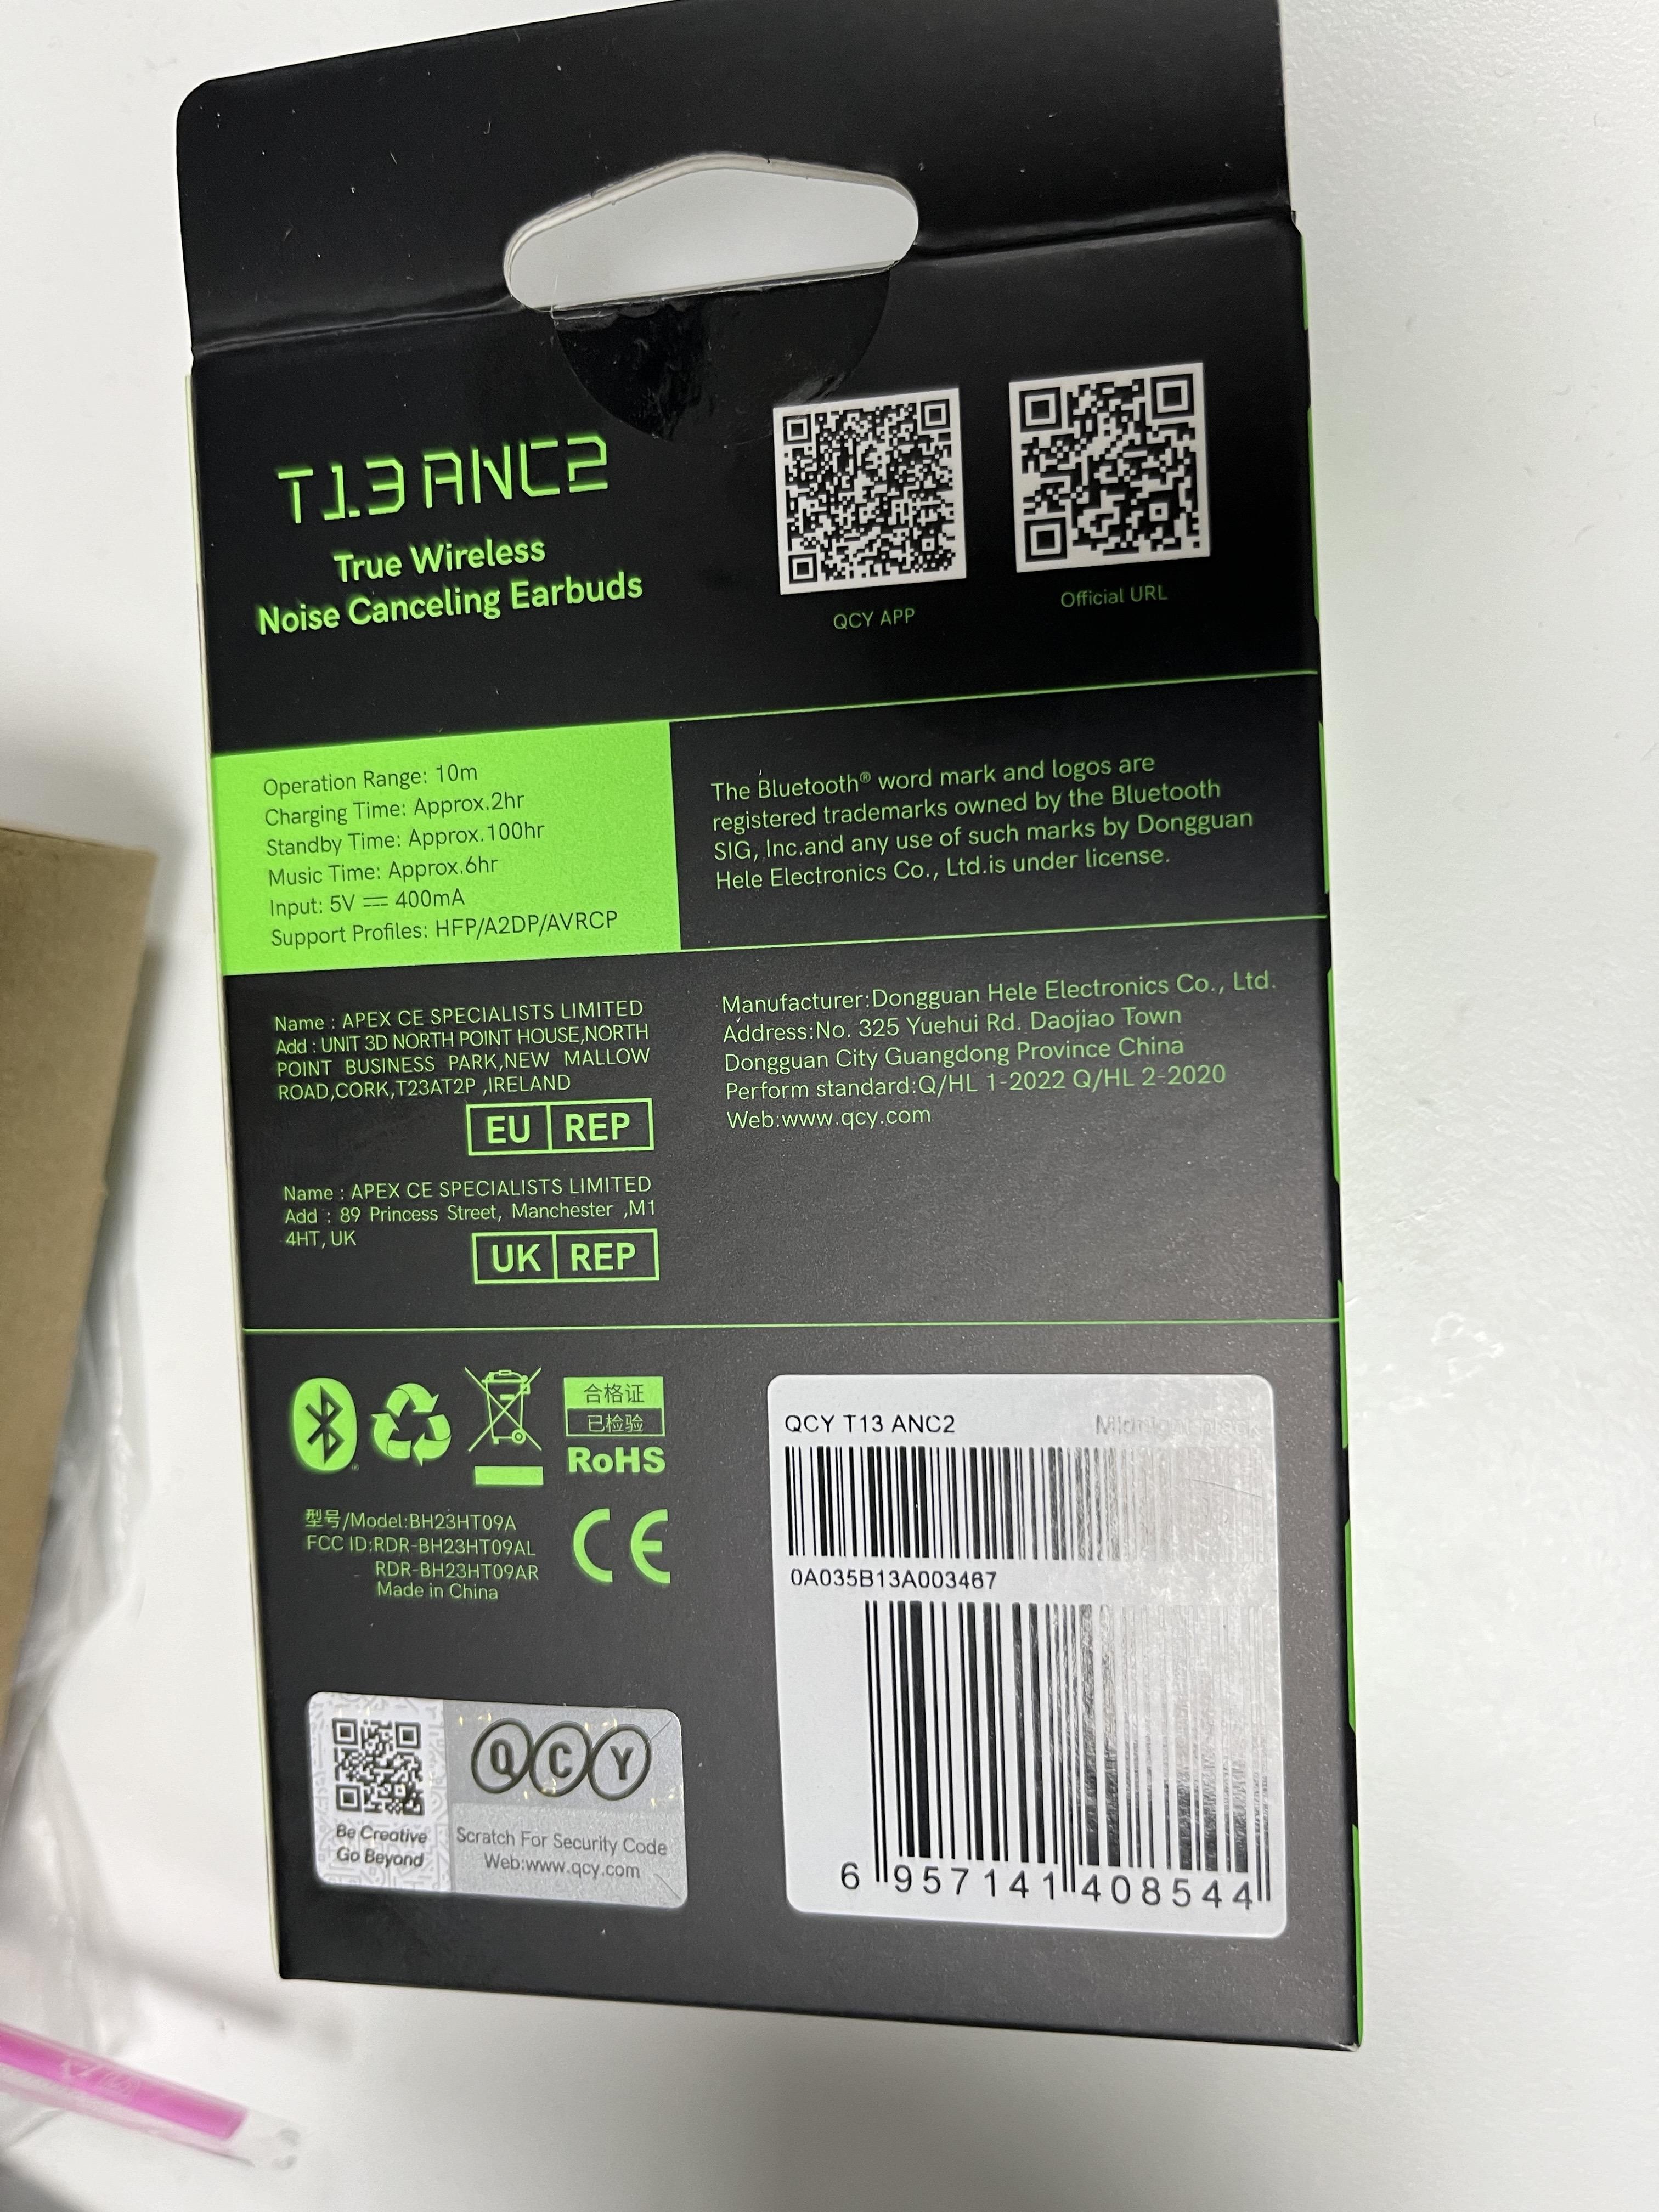 T13 ANC2
True Wireless
Noise Canceling Earbuds
QCY APP
Official URL
Operation Range: 10m
Charging Time: Approx.2hr
Standby Time: Approx.100hr
Music Time: Approx.6hr
Input: 5V ⎓ 400mA
Support Profiles: HFP/A2DP/AVRCP
The Bluetooth® word mark and logos are
registered trademarks owned by the Bluetooth
SIG, Inc.and any use of such marks by Dongguan
Hele Electronics Co., Ltd.is under license.
Name : APEX CE SPECIALISTS LIMITED
Add : UNIT 3D NORTH POINT HOUSE,NORTH
POINT BUSINESS PARK,NEW MALLOW
ROAD,CORK,T23AT2P ,IRELAND
EU REP
Name : APEX CE SPECIALISTS LIMITED
Add : 89 Princess Street, Manchester ,M1
4HT, UK
UK REP
Manufacturer:Dongguan Hele Electronics Co., Ltd.
Address:No. 325 Yuehui Rd. Daojiao Town
Dongguan City Guangdong Province China
Perform standard:Q/HL 1-2022 Q/HL 2-2020
Web:www.qcy.com
合格证
已检验
RoHS
型号/Model:BH23HT09A
FCC ID:RDR-BH23HT09AL
RDR-BH23HT09AR
Made in China
CE
QCY
Be Creative
Go Beyond
Scratch For Security Code
Web:www.qcy.com
QCY T13 ANC2
0A035B13A003467
6 957141 408544